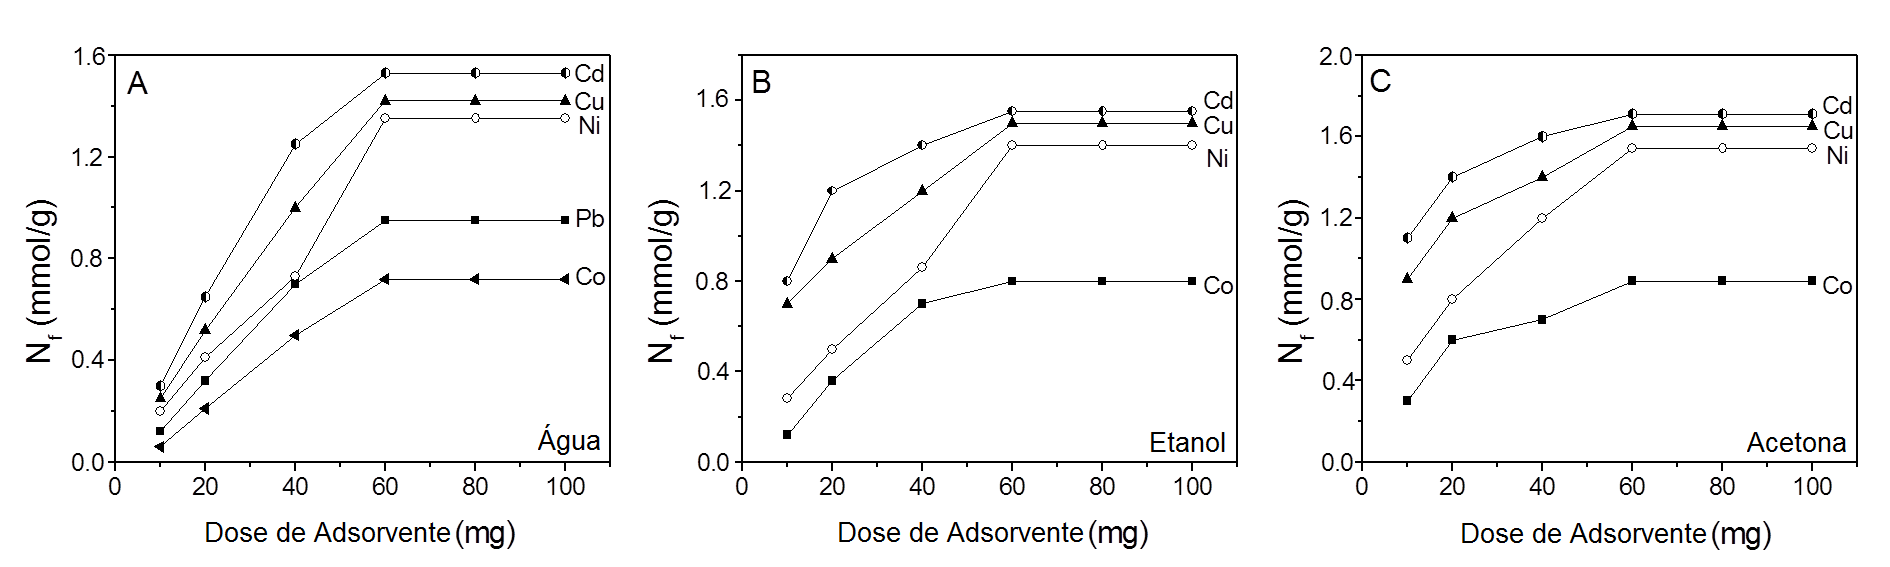 A
1.6
1.2
0.8
0.4
0.0
N_f (mmol/g)
Cd
Cu
Ni
Pb
Co
Água
0 20 40 60 80 100
Dose de Adsorvente (mg)
B
1.6
1.2
0.8
0.4
0.0
N_f (mmol/g)
Cd
Cu
Ni
Co
Etanol
0 20 40 60 80 100
Dose de Adsorvente (mg)
C
2.0
1.6
1.2
0.8
0.4
0.0
N_f (mmol/g)
Cd
Cu
Ni
Co
Acetona
0 20 40 60 80 100
Dose de Adsorvente (mg)